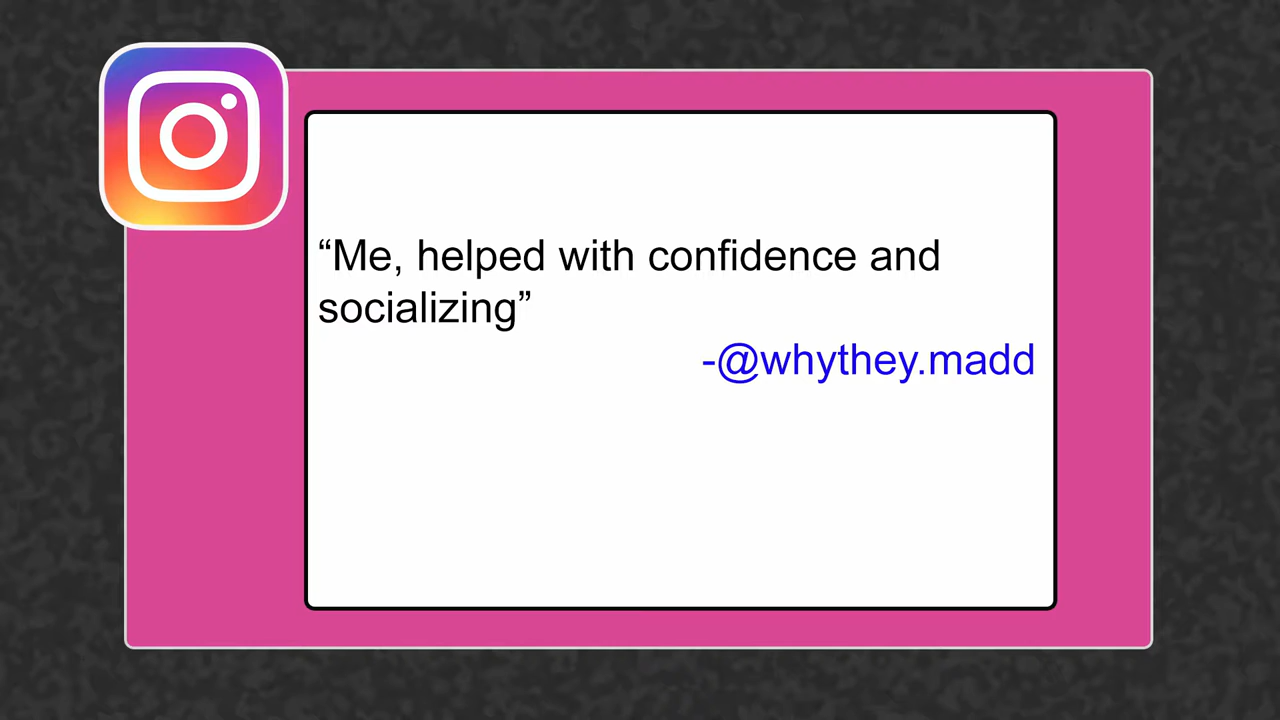 “Me, helped with confidence and
socializing”
-@whythey.madd